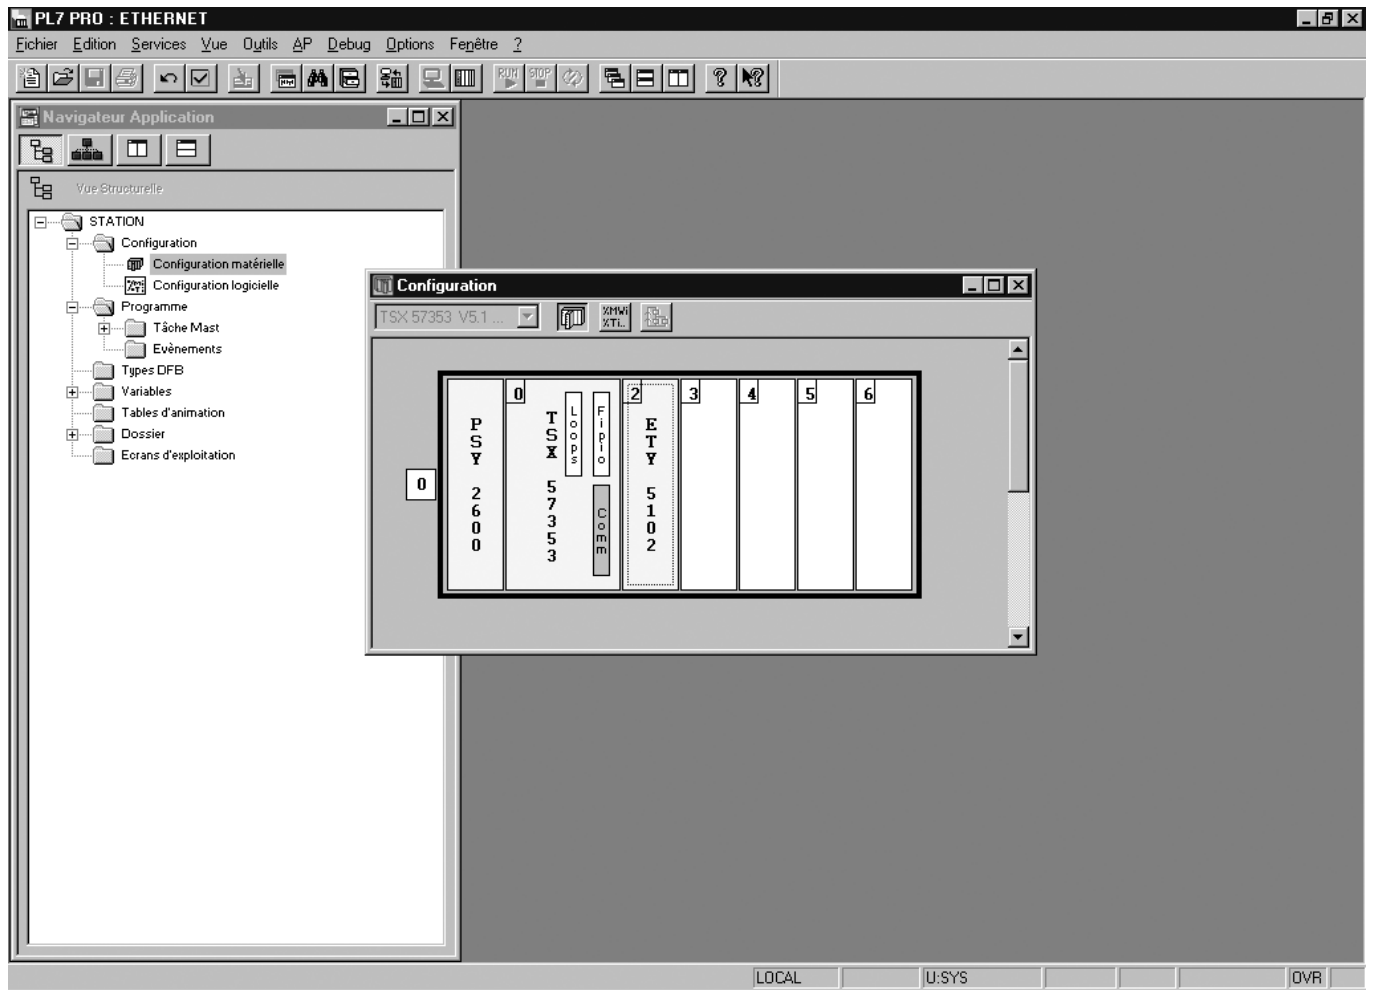 PL7 PRO : ETHERNET
Fichier Edition Services Vue Outils AP Debug Options Fenêtre ?
RUN STOP
Navigateur Application
Vue Structurelle
STATION
Configuration
Configuration matérielle
Configuration logicielle
Programme
Tâche Mast
Evènements
Types DFB
Variables
Tables d'animation
Dossier
Ecrans d'exploitation
Configuration
TSX 57353 V5.1 ...
%MWi
%Ti..
0
PSY 2600
0
TSX 57353
Loops
Fipio
Comm
2
ETY 5102
3
4
5
6
LOCAL
U:SYS
OVR